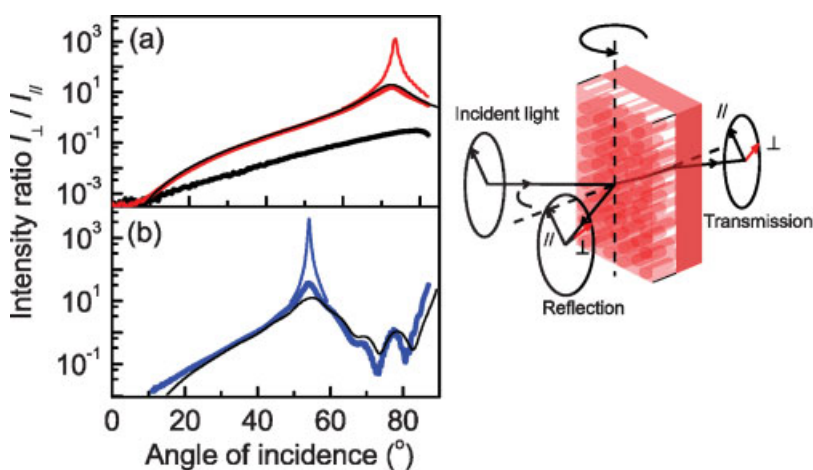 Intensity ratio I⊥ / I//
(a)
10³
10¹
10⁻¹
10⁻³
(b)
10³
10¹
10⁻¹
0 20 40 60 80
Angle of incidence (°)
Incident light
//
⊥
Reflection
//
⊥
Transmission